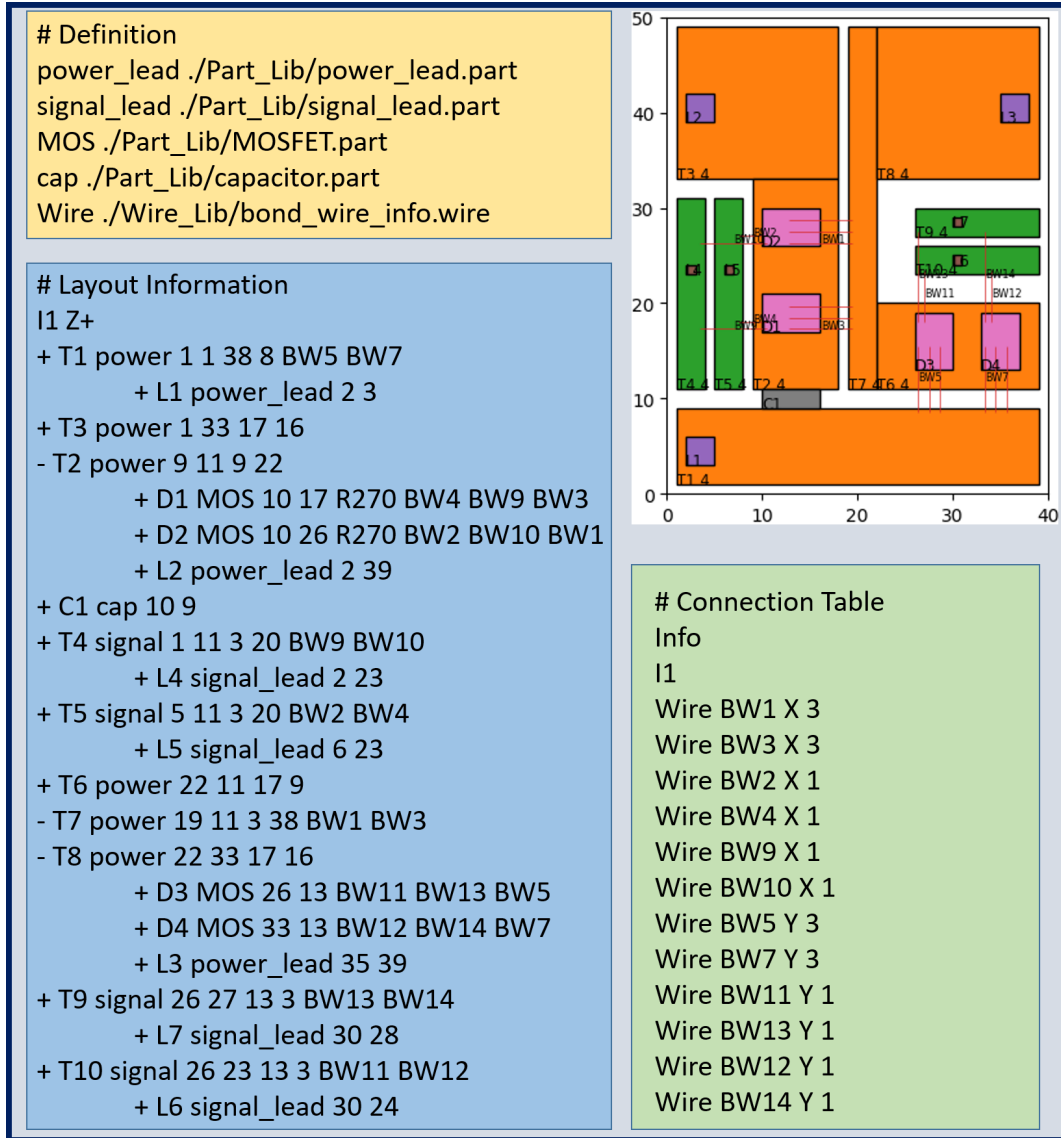 # Definition
power_lead ./Part_Lib/power_lead.part
signal_lead ./Part_Lib/signal_lead.part
MOS ./Part_Lib/MOSFET.part
cap ./Part_Lib/capacitor.part
Wire ./Wire_Lib/bond_wire_info.wire
# Layout Information
I1 Z+
+ T1 power 1 1 38 8 BW5 BW7
+ L1 power_lead 2 3
+ T3 power 1 33 17 16
- T2 power 9 11 9 22
+ D1 MOS 10 17 R270 BW4 BW9 BW3
+ D2 MOS 10 26 R270 BW2 BW10 BW1
+ L2 power_lead 2 39
+ C1 cap 10 9
+ T4 signal 1 11 3 20 BW9 BW10
+ L4 signal_lead 2 23
+ T5 signal 5 11 3 20 BW2 BW4
+ L5 signal_lead 6 23
+ T6 power 22 11 17 9
- T7 power 19 11 3 38 BW1 BW3
- T8 power 22 33 17 16
+ D3 MOS 26 13 BW11 BW13 BW5
+ D4 MOS 33 13 BW12 BW14 BW7
+ L3 power_lead 35 39
+ T9 signal 26 27 13 3 BW13 BW14
+ L7 signal_lead 30 28
+ T10 signal 26 23 13 3 BW11 BW12
+ L6 signal_lead 30 24
50
40
30
20
10
0
0 10 20 30 40
L2 L3
T3 4 T8 4
L7
T9 4
BW2
BW10 D2 BW1
L4 L5
L6
T10 4
BW13 BW14
BW11 BW12
BW4
BW9 D1 BW3
D3 D4
BW5 BW7
T4 4 T5 4 T2 4 T7 4 T6 4
C1
L1
T1 4
# Connection Table
Info
I1
Wire BW1 X 3
Wire BW3 X 3
Wire BW2 X 1
Wire BW4 X 1
Wire BW9 X 1
Wire BW10 X 1
Wire BW5 Y 3
Wire BW7 Y 3
Wire BW11 Y 1
Wire BW13 Y 1
Wire BW12 Y 1
Wire BW14 Y 1